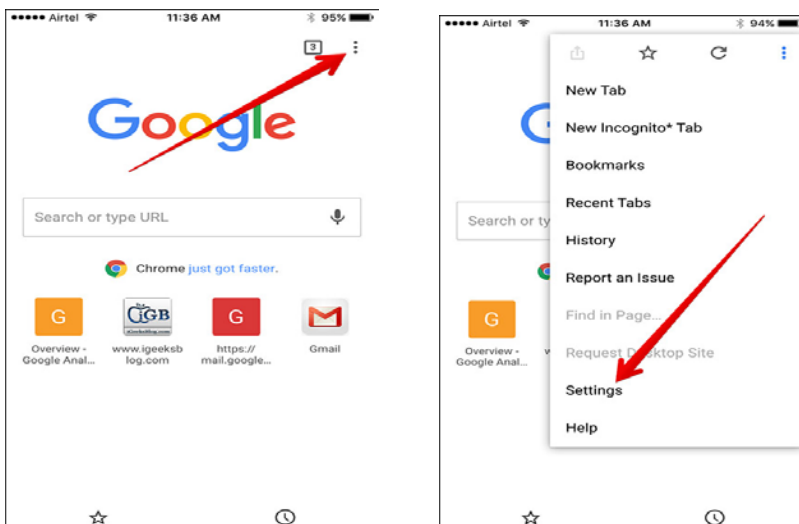 Airtel 11:36 AM 95%
3
Google
Search or type URL
Chrome just got faster.
G
iGB
G
Overview -
Google Anal...
www.igeeksb
log.com
https://
mail.google...
Gmail
Airtel 11:36 AM 94%
New Tab
New Incognito* Tab
Bookmarks
Recent Tabs
History
Report an Issue
Find in Page...
Request Desktop Site
Settings
Help
G
Search or ty
G
Overview -
Google Anal...
w